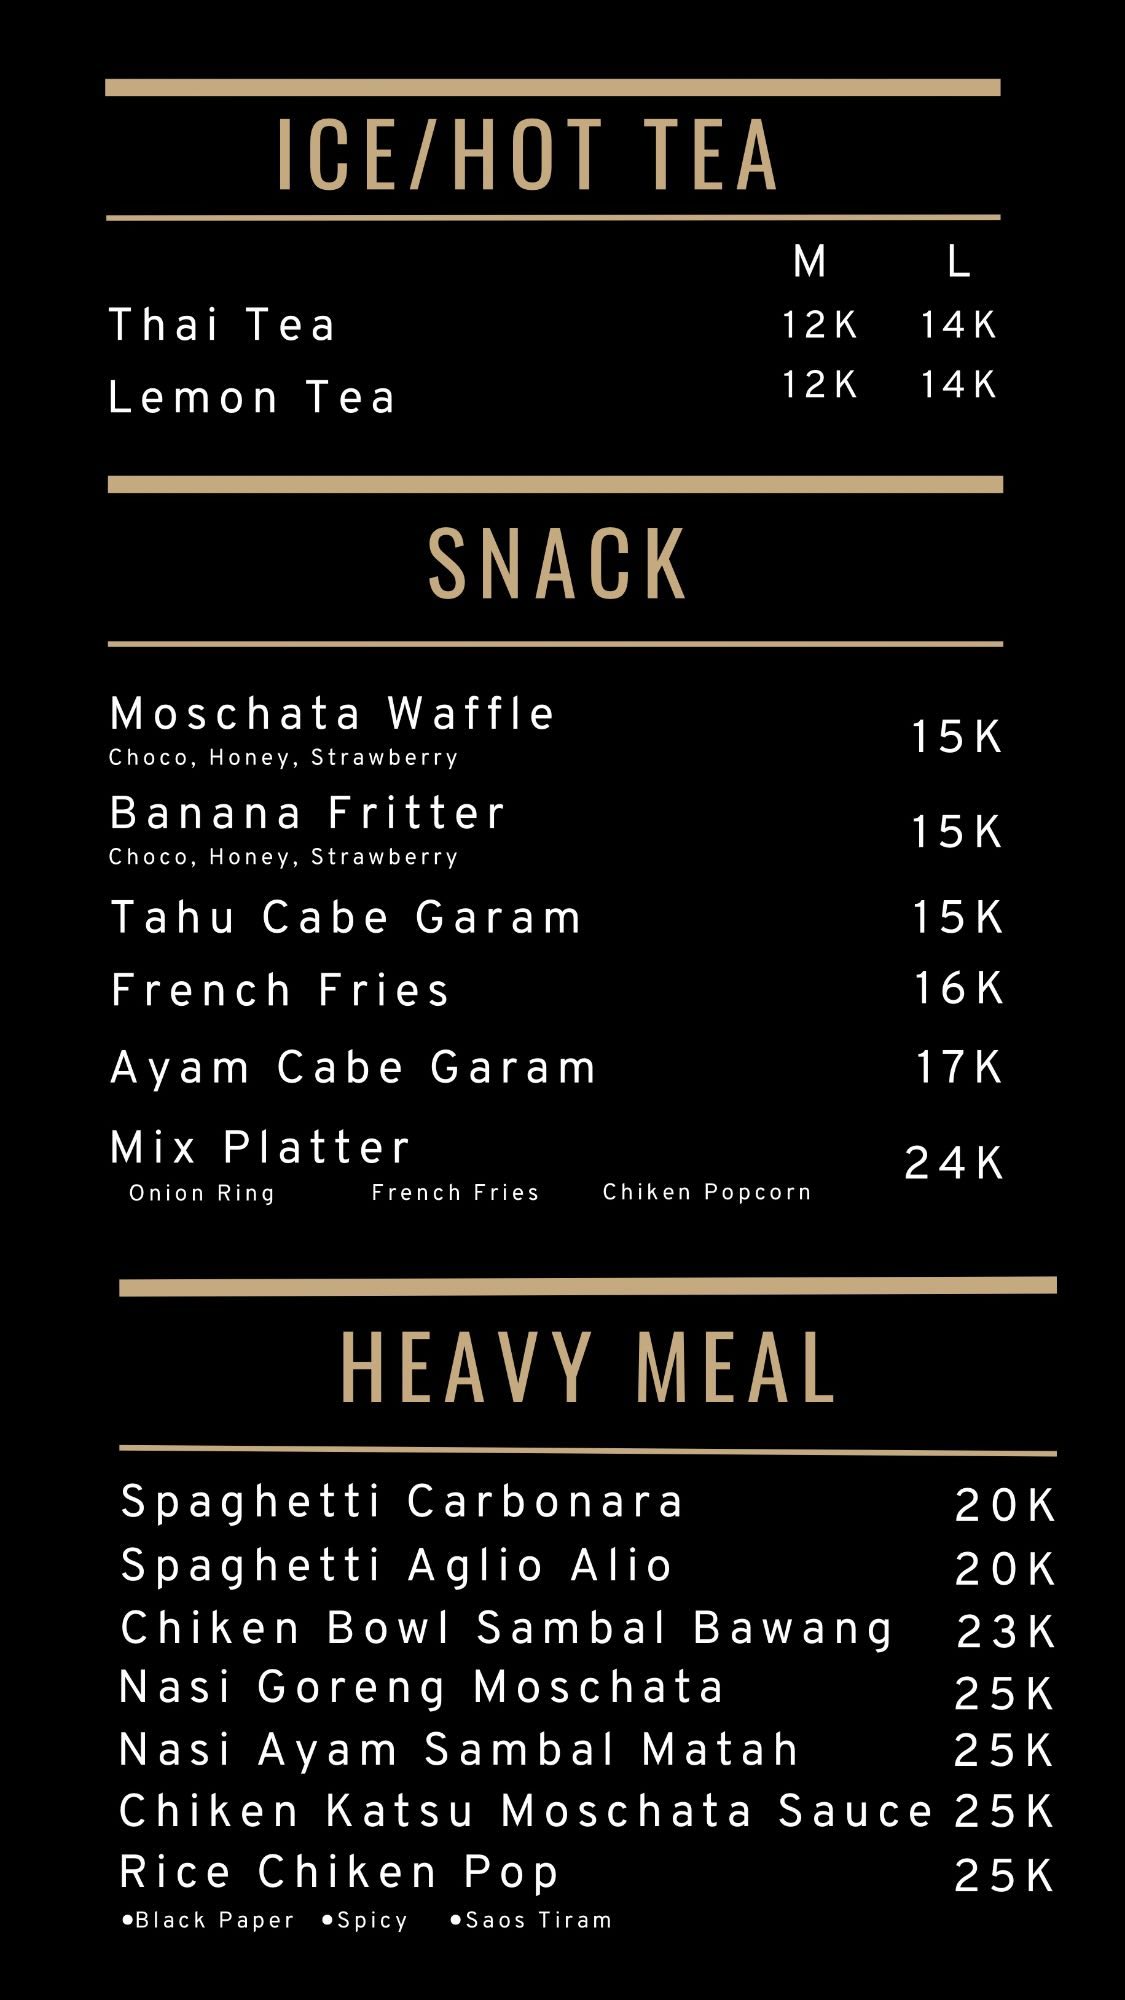 ICE/HOT TEA
M L
Thai Tea 12K 14K
Lemon Tea 12K 14K
SNACK
Moschata Waffle 15K
Choco, Honey, Strawberry
Banana Fritter 15K
Choco, Honey, Strawberry
Tahu Cabe Garam 15K
French Fries 16K
Ayam Cabe Garam 17K
Mix Platter 24K
Onion Ring French Fries Chiken Popcorn
HEAVY MEAL
Spaghetti Carbonara 20K
Spaghetti Aglio Alio 20K
Chiken Bowl Sambal Bawang 23K
Nasi Goreng Moschata 25K
Nasi Ayam Sambal Matah 25K
Chiken Katsu Moschata Sauce 25K
Rice Chiken Pop 25K
•Black Paper •Spicy •Saos Tiram